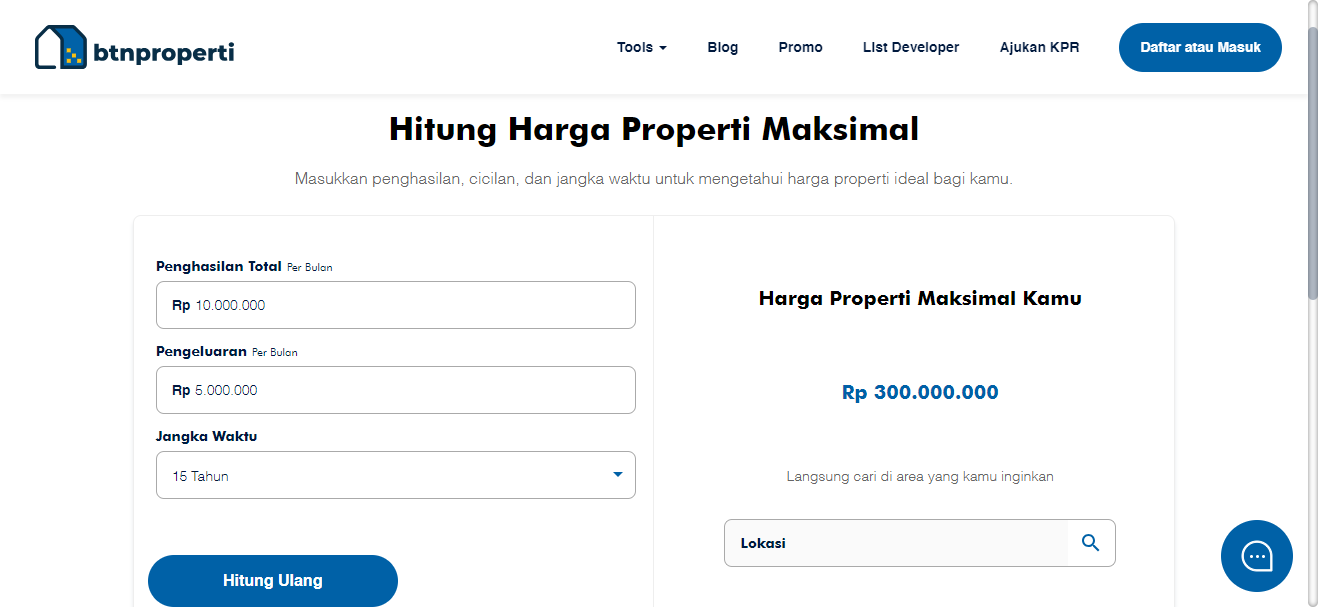 btnproperti
Tools
Blog
Promo
LIst Developer
Ajukan KPR
Daftar atau Masuk
Hitung Harga Properti Maksimal
Masukkan penghasilan, cicilan, dan jangka waktu untuk mengetahui harga properti ideal bagi kamu.
Penghasilan Total Per Bulan
Rp 10.000.000
Pengeluaran Per Bulan
Rp 5.000.000
Jangka Waktu
15 Tahun
Hitung Ulang
Harga Properti Maksimal Kamu
Rp 300.000.000
Langsung cari di area yang kamu inginkan
Lokasi